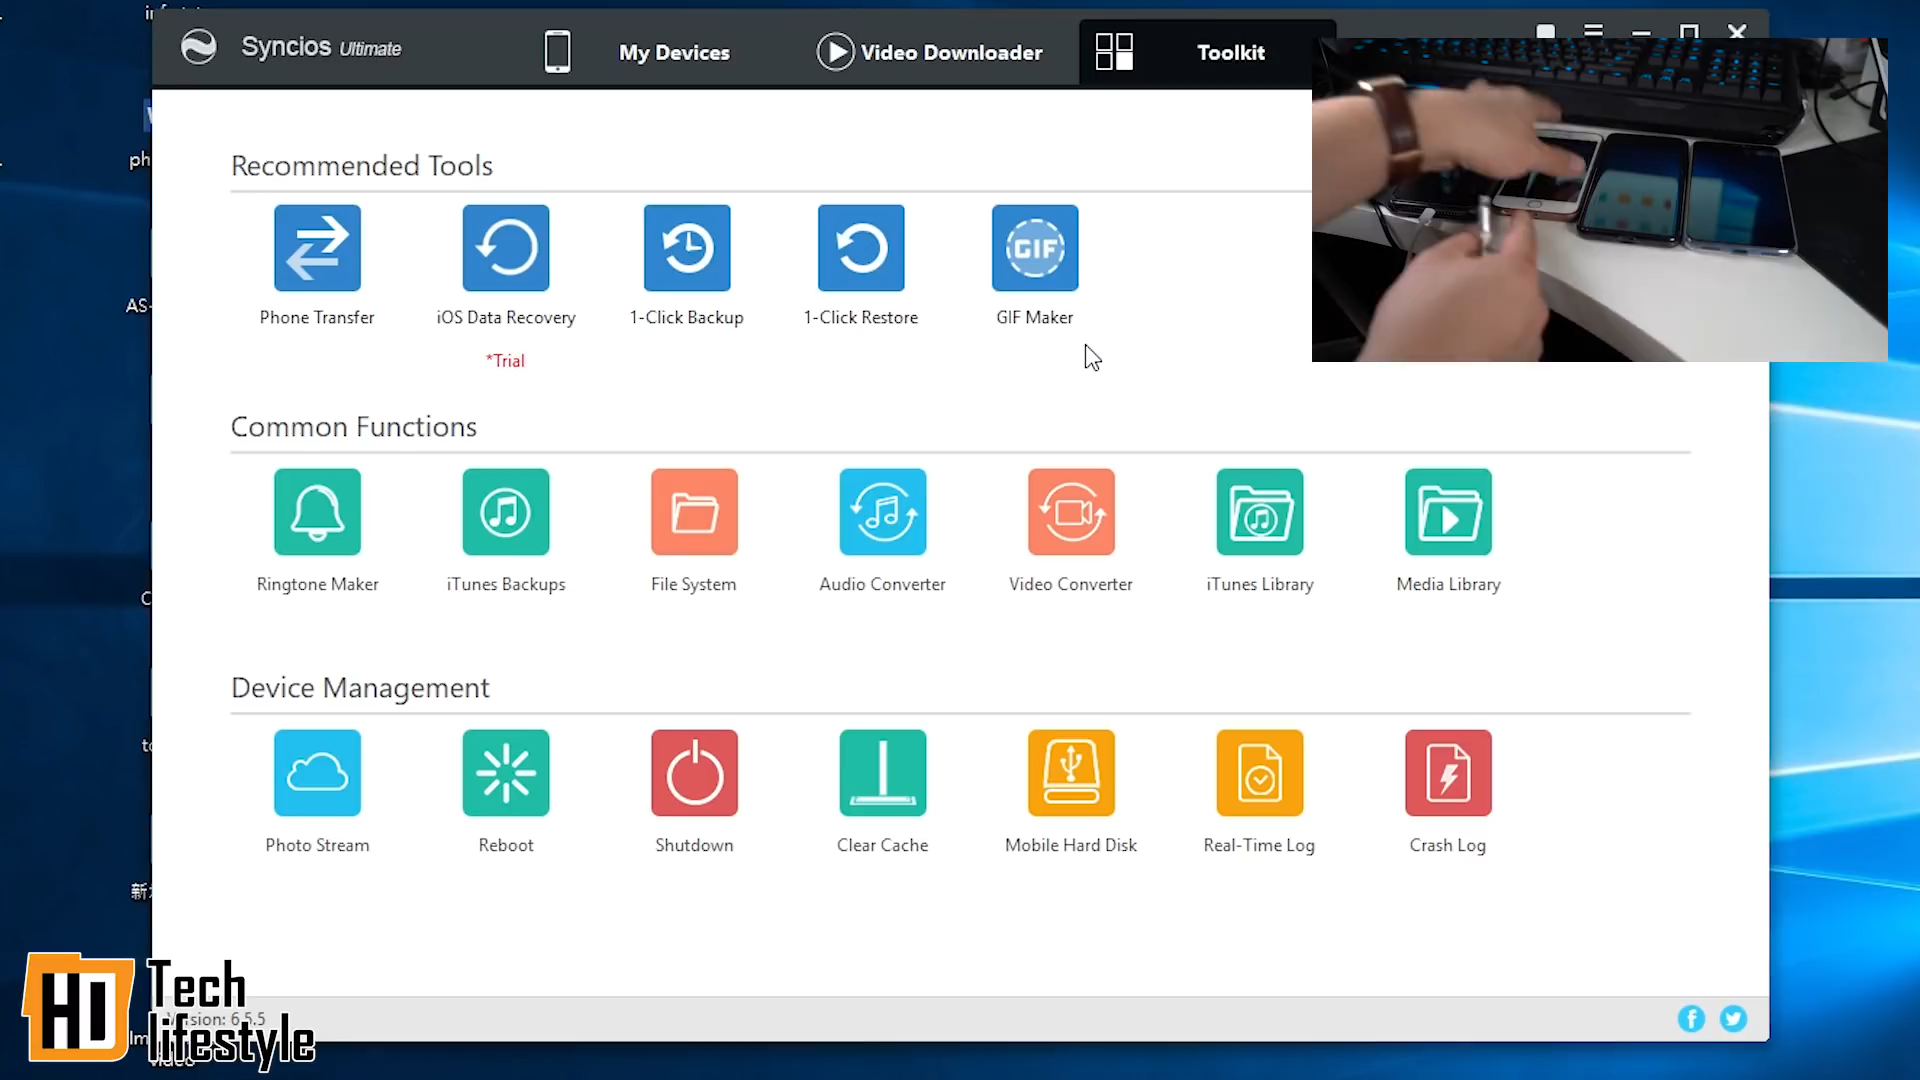 Syncios Ultimate
My Devices
Video Downloader
Toolkit
Recommended Tools
GIF
Phone Transfer
iOS Data Recovery
1-Click Backup
1-Click Restore
GIF Maker
*Trial
Common Functions
Ringtone Maker
iTunes Backups
File System
Audio Converter
Video Converter
iTunes Library
Media Library
Device Management
Photo Stream
Reboot
Shutdown
Clear Cache
Mobile Hard Disk
Real-Time Log
Crash Log
HD Tech
lifestyle
6.5.5